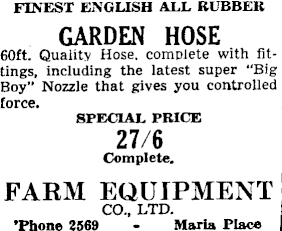 FINEST ENGLISH ALL RUBBER
GARDEN HOSE
60ft. Quality Hose, complete with fit-
tings, including the latest super "Big
Boy" Nozzle that gives you controlled
force.
SPECIAL PRICE
27/6
Complete.
FARM EQUIPMENT
CO., LTD.
'Phone 2569 - Maria Place